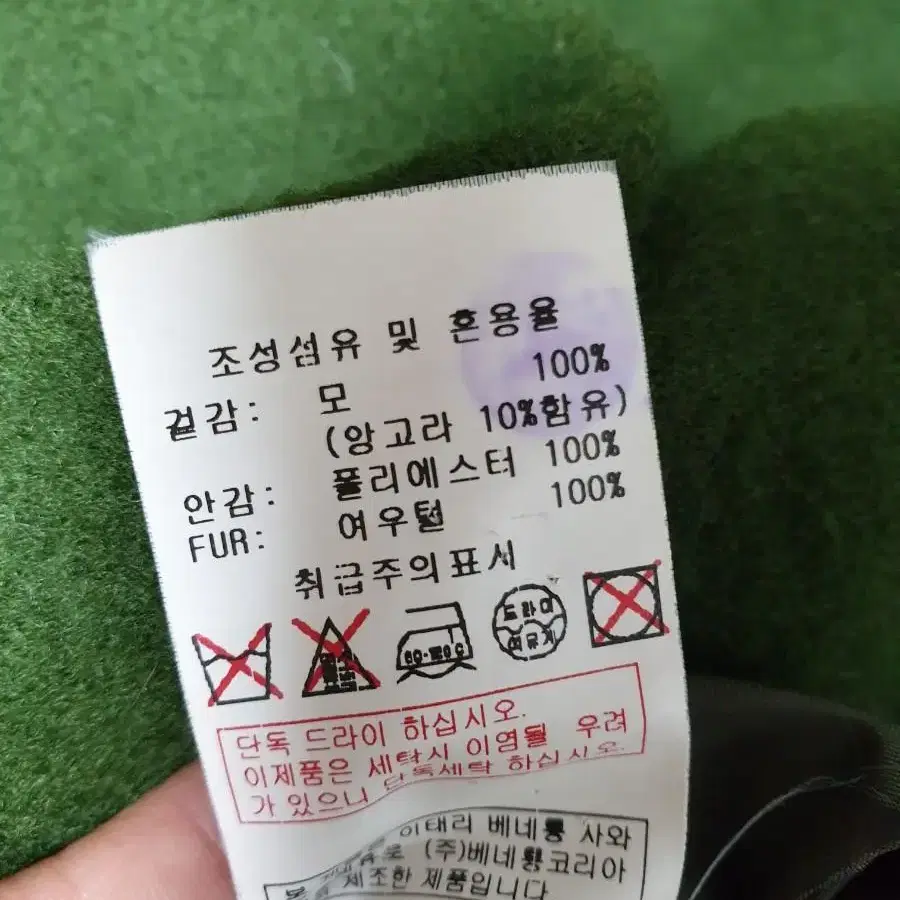 조성섬유 및 혼용율
겉감: 모 100%
(앙고라 10%함유)
안감: 폴리에스터 100%
FUR: 여우털 100%
취급주의표시
드라이
단독 드라이 하십시오.
이제품은 세탁시 이염될 우려
가 있으니 단독세탁 하십시오.
이태리 베네통 사와
(주)베네통코리아
제조한 제품입니다